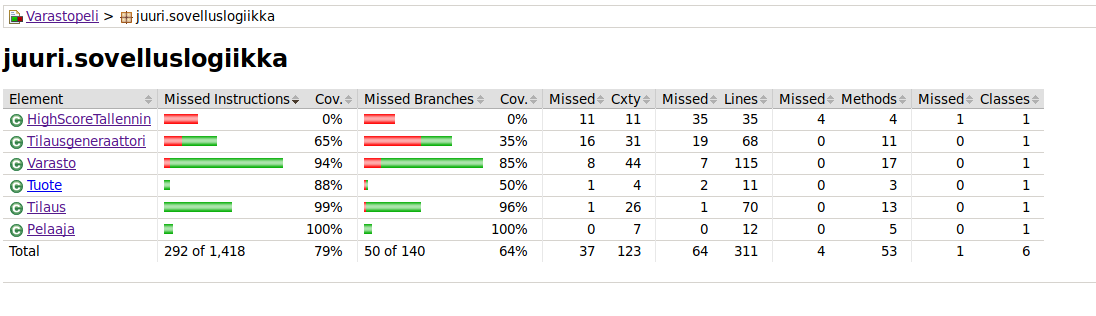 Varastopeli > juuri.sovelluslogiikka
juuri.sovelluslogiikka
Element Missed Instructions Cov. Missed Branches Cov. Missed Cxty Missed Lines Missed Methods Missed Classes
HighScoreTallennin 0% 0% 11 11 35 35 4 4 1 1
Tilausgeneraattori 65% 35% 16 31 19 68 0 11 0 1
Varasto 94% 85% 8 44 7 115 0 17 0 1
Tuote 88% 50% 1 4 2 11 0 3 0 1
Tilaus 99% 96% 1 26 1 70 0 13 0 1
Pelaaja 100% 100% 0 7 0 12 0 5 0 1
Total 292 of 1,418 79% 50 of 140 64% 37 123 64 311 4 53 1 6